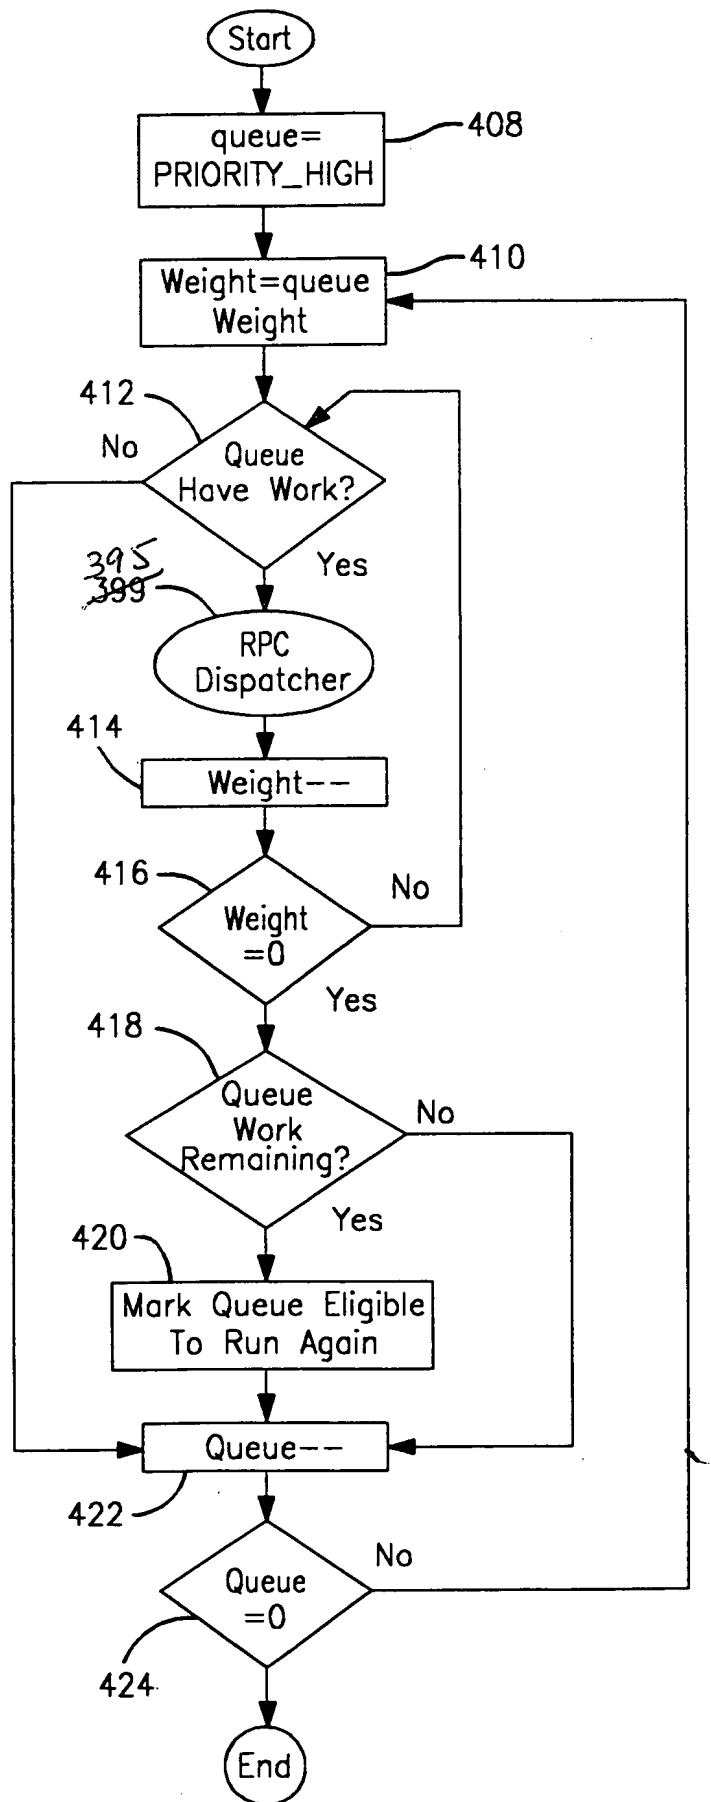 Start
queue=
PRIORITY_HIGH
408
Weight=queue
Weight
410
412
No
Queue
Have Work?
Yes
395
399
RPC
Dispatcher
414
Weight--
416
No
Weight
=0
Yes
418
Queue
Work
Remaining?
No
Yes
420
Mark Queue Eligible
To Run Again
Queue--
422
No
Queue
=0
424
End